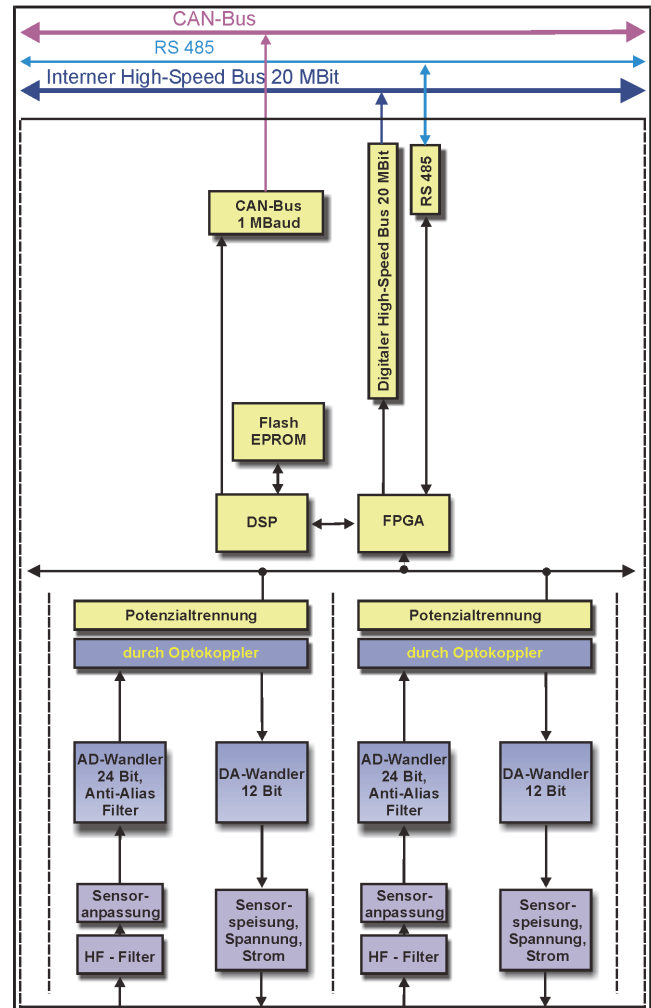 CAN-Bus
RS 485
Interner High-Speed Bus 20 MBit
CAN-Bus
1 MBaud
Digitaler High-Speed Bus 20 MBit
RS 485
Flash
EPROM
DSP
FPGA
Potenzialtrennung
durch Optokoppler
AD-Wandler
24 Bit,
Anti-Alias
Filter
DA-Wandler
12 Bit
Sensor-
anpassung
HF - Filter
Sensor-
speisung,
Spannung,
Strom
Potenzialtrennung
durch Optokoppler
AD-Wandler
24 Bit,
Anti-Alias
Filter
DA-Wandler
12 Bit
Sensor-
anpassung
HF - Filter
Sensor-
speisung,
Spannung,
Strom